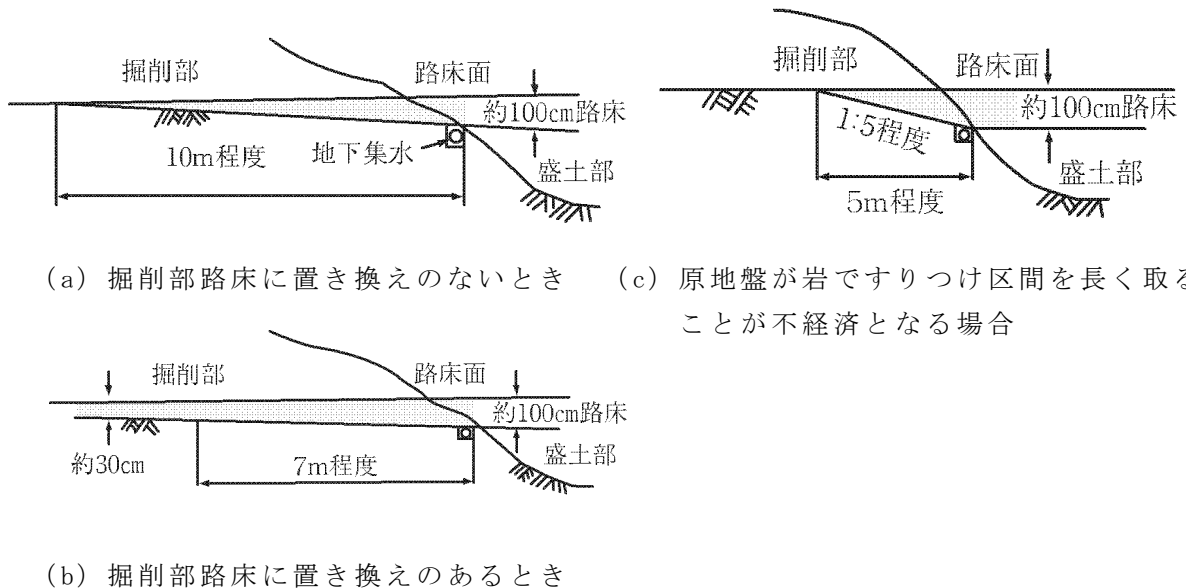 掘削部
路床面
約100cm路床
10m程度
地下集水
盛土部
(a) 掘削部路床に置き換えのないとき
掘削部
路床面
約100cm路床
1:5程度
盛土部
5m程度
(c) 原地盤が岩ですりつけ区間を長く取る
ことが不経済となる場合
掘削部
路床面
約100cm路床
約30cm
7m程度
盛土部
(b) 掘削部路床に置き換えのあるとき